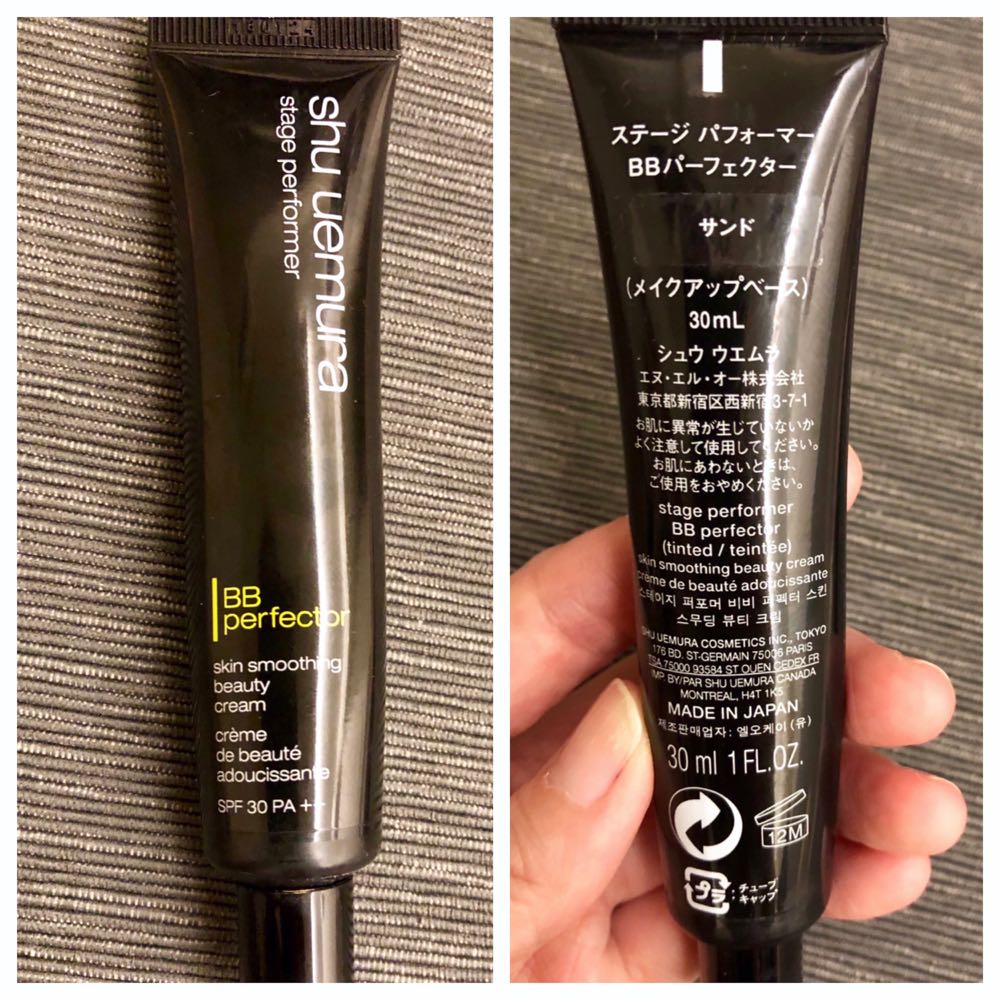 shu uemura
stage performer
BB
perfector
skin smoothing
beauty
cream
crème
de beauté
adoucissante
SPF 30 PA ++
ステージ パフォーマー
BBパーフェクター
サンド
(メイクアップベース)
30mL
シュウ ウエムラ
エヌ・エル・オー株式会社
東京都新宿区西新宿3-7-1
お肌に異常が生じていないか
よく注意して使用してください。
お肌にあわないときは、
ご使用をおやめください。
stage performer
BB perfector
(tinted / teintée)
skin smoothing beauty cream
crème de beauté adoucissante
스테이지 퍼포머 비비 퍼펙터 스킨
스무딩 뷰티 크림
SHU UEMURA COSMETICS INC., TOKYO
176 BD. ST-GERMAIN 75006 PARIS
TSA 75000 93584 ST OUEN CEDEX FR
IMP BY/PAR SHU UEMURA CANADA
MONTREAL, H4T 1K5
MADE IN JAPAN
제조판매업자: 엘오케이 (유)
30 ml 1 FL.OZ.
12M
プラ
:チューブ
・キャップ